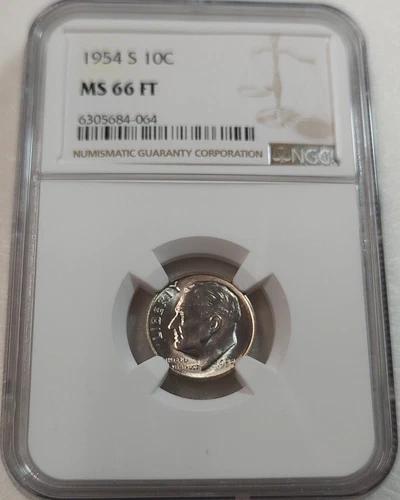 1954 S 10C
MS 66 FT
6305684-064
NUMISMATIC GUARANTY CORPORATION NGC
LIBERTY